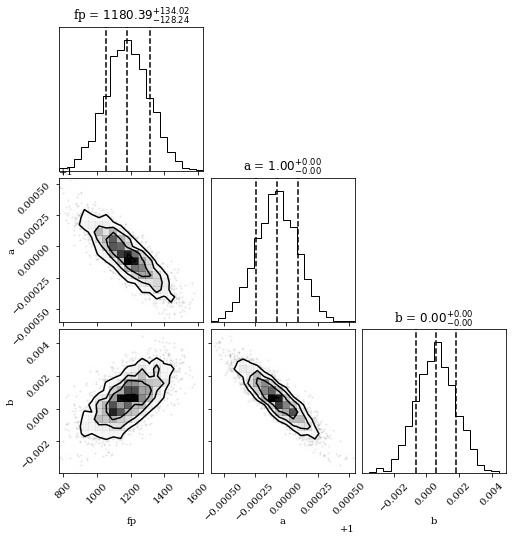 fp = 1180.39+134.02
−128.24
+1
a = 1.00+0.00
−0.00
a
0.00050
0.00025
0.00000
−0.00025
−0.00050
b = 0.00+0.00
−0.00
b
0.004
0.002
0.000
−0.002
800 1000 1200 1400 1600
−0.00050 −0.00025 0.00000 0.00025 0.00050
−0.002 0.000 0.002 0.004
fp a b
+1